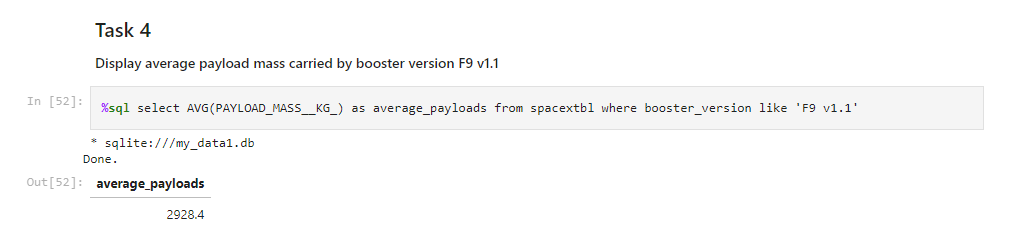 Task 4
Display average payload mass carried by booster version F9 v1.1
In [52]: %sql select AVG(PAYLOAD_MASS__KG_) as average_payloads from spacextbl where booster_version like 'F9 v1.1'
* sqlite:///my_data1.db
Done.
Out[52]: average_payloads
2928.4